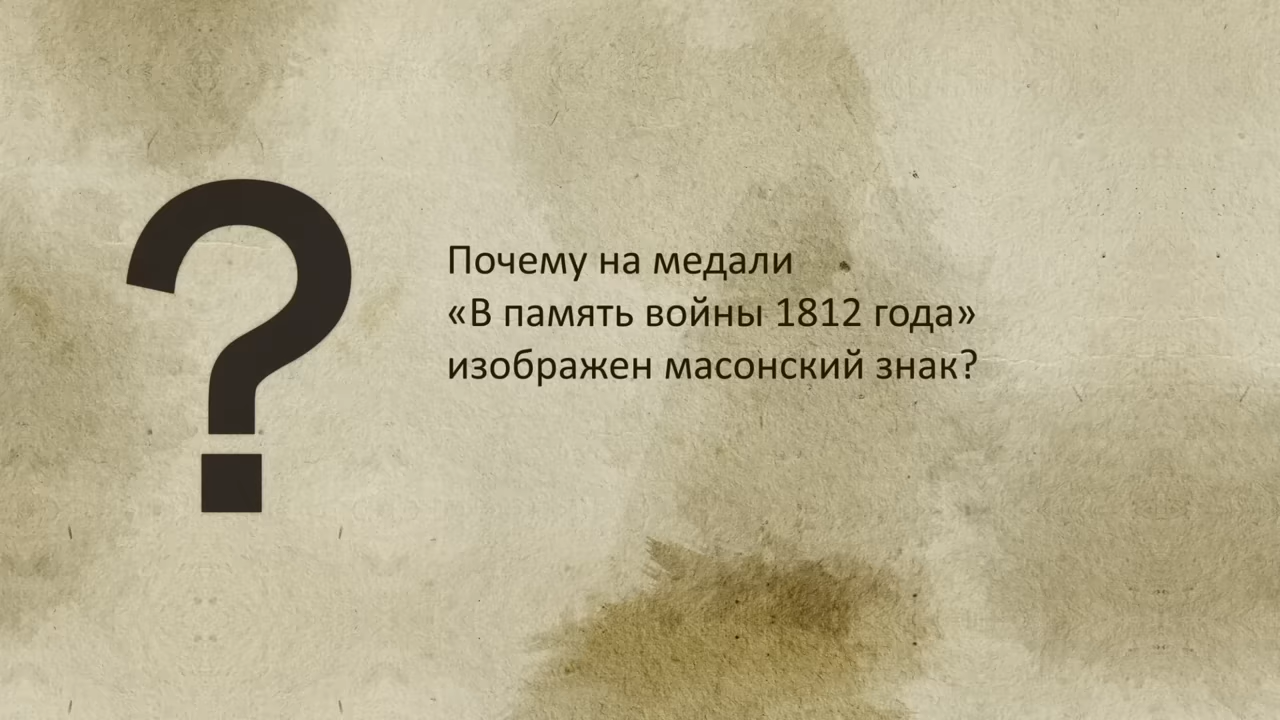 ?
Почему на медали
«В память войны 1812 года»
изображен масонский знак?